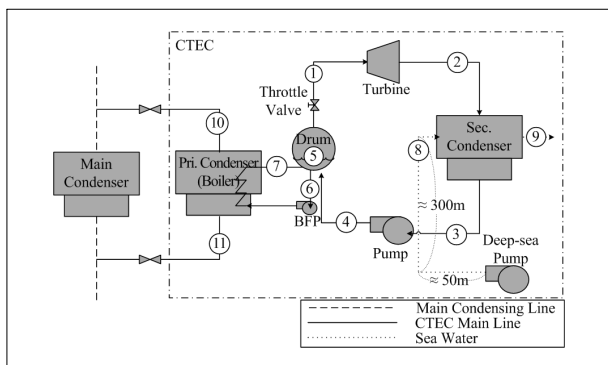 CTEC
1
2
Throttle
Valve
Turbine
10
Drum
5
8
Sec.
Condenser
9
Main
Condenser
Pri. Condenser
(Boiler)
7
6
BFP
≈ 300m
4
3
Pump
11
Deep-sea
Pump
≈ 50m
Main Condensing Line
CTEC Main Line
Sea Water